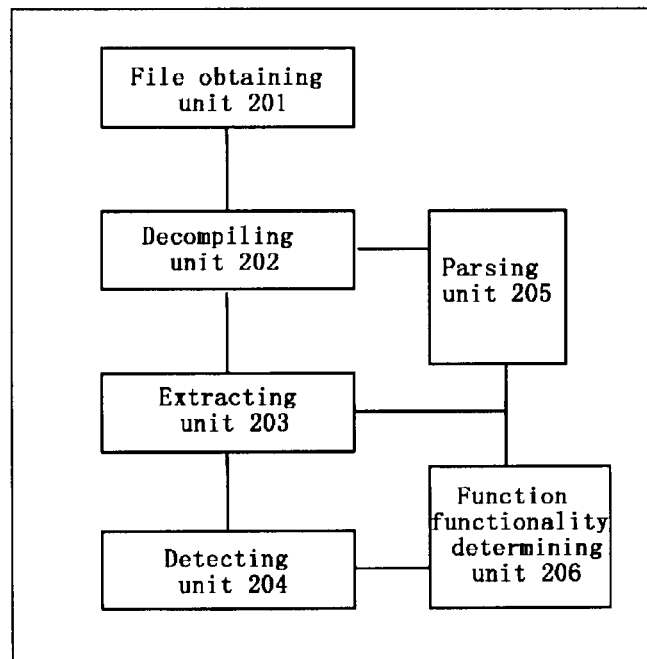 File obtaining
unit 201
Decompiling
unit 202
Parsing
unit 205
Extracting
unit 203
Function
functionality
determining
unit 206
Detecting
unit 204